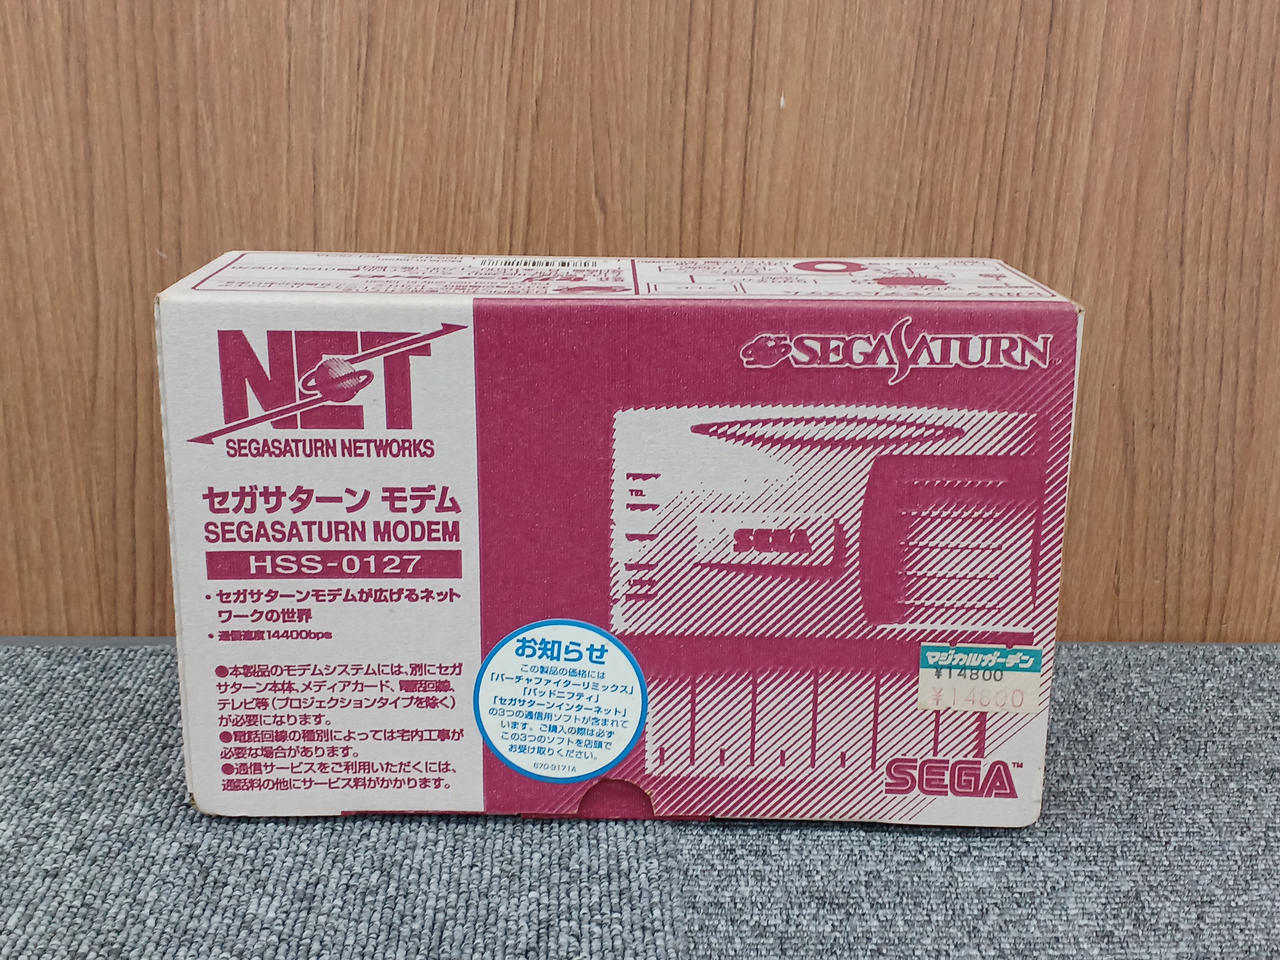 NET
SEGASATURN NETWORKS
セガサターン モデム
SEGASATURN MODEM
HSS-0127
・セガサターンモデムが広げるネット
ワークの世界
・通信速度14400bps
●本製品のモデムシステムには、別にセガ
サターン本体、メディアカード、電話回線、
テレビ等(プロジェクションタイプを除く)
が必要になります。
●電話回線の種別によっては宅内工事が
必要な場合があります。
●通信サービスをご利用いただくには、
通話料の他にサービス料がかかります。
SEGASATURN
TEL
SEGA
お知らせ
この製品の価格には
「バーチャファイターリミックス」
「パッドニフティ」
「セガサターンインターネット」
の3つの通信用ソフトが含まれて
います。ご購入の際は必ず
この3つのソフトを店頭で
お受け取りください。
670-9171A
マジカルガーデン
¥14800
¥14800
SEGA™